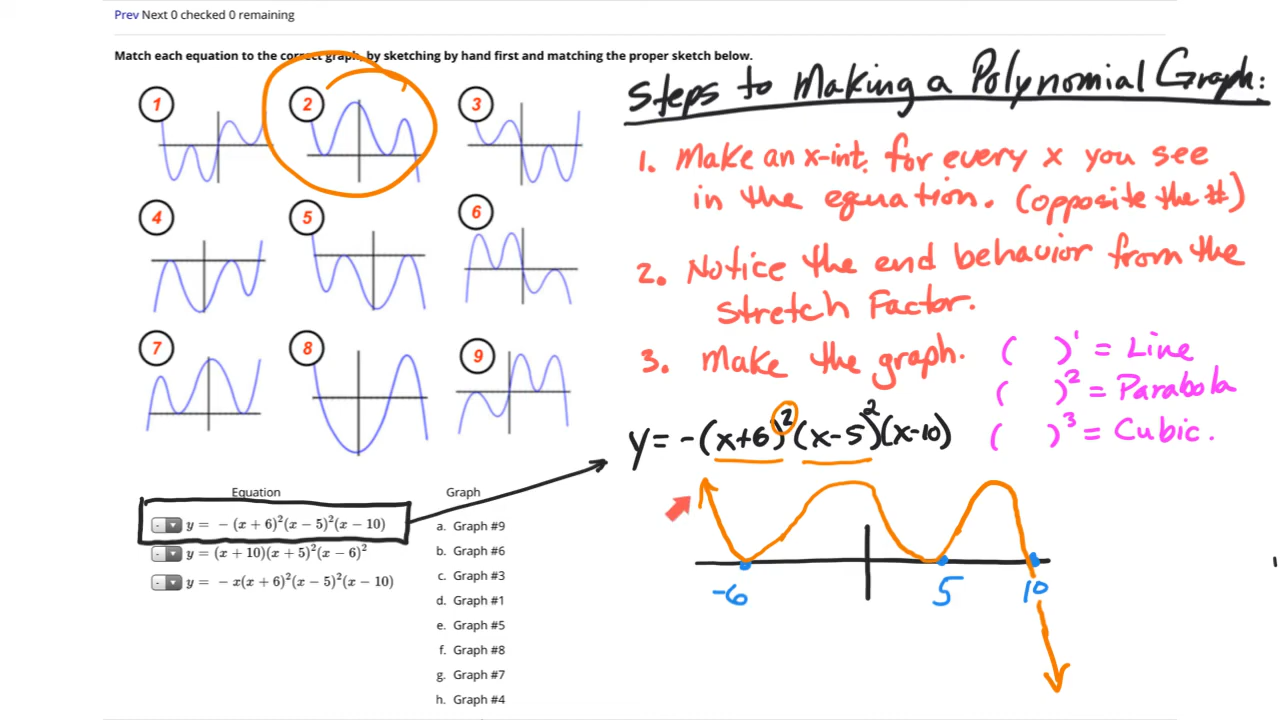 Prev Next 0 checked 0 remaining
Match each equation to the correct graph, by sketching by hand first and matching the proper sketch below.
1
2
3
4
5
6
7
8
9
Equation
y = − (x + 6)²(x − 5)²(x − 10)
y = (x + 10)(x + 5)²(x − 6)²
y = − x(x + 6)²(x − 5)²(x − 10)
Graph
a. Graph #9
b. Graph #6
c. Graph #3
d. Graph #1
e. Graph #5
f. Graph #8
g. Graph #7
h. Graph #4
Steps to Making a Polynomial Graph:
1. Make an x-int. for every x you see
in the equation. (opposite the #)
2. Notice the end behavior from the
Stretch Factor.
3. Make the graph.
( )¹ = Line
( )² = Parabola
( )³ = Cubic.
y = -(x+6)²(x-5)²(x-10)
-6 5 10